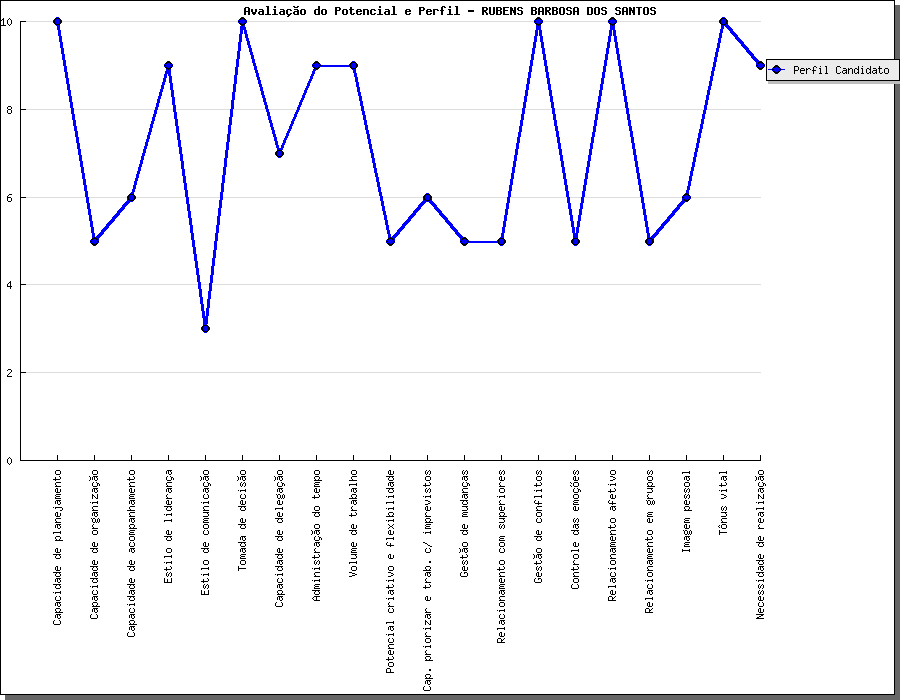 Avaliação do Potencial e Perfil - RUBENS BARBOSA DOS SANTOS
10
8
6
4
2
0
Perfil Candidato
Capacidade de planejamento
Capacidade de organização
Capacidade de acompanhamento
Estilo de liderança
Estilo de comunicação
Tomada de decisão
Capacidade de delegação
Administração do tempo
Volume de trabalho
Potencial criativo e flexibilidade
Cap. priorizar e trab. c/ imprevistos
Gestão de mudanças
Relacionamento com superiores
Gestão de conflitos
Controle das emoções
Relacionamento afetivo
Relacionamento em grupos
Imagem pessoal
Tônus vital
Necessidade de realização